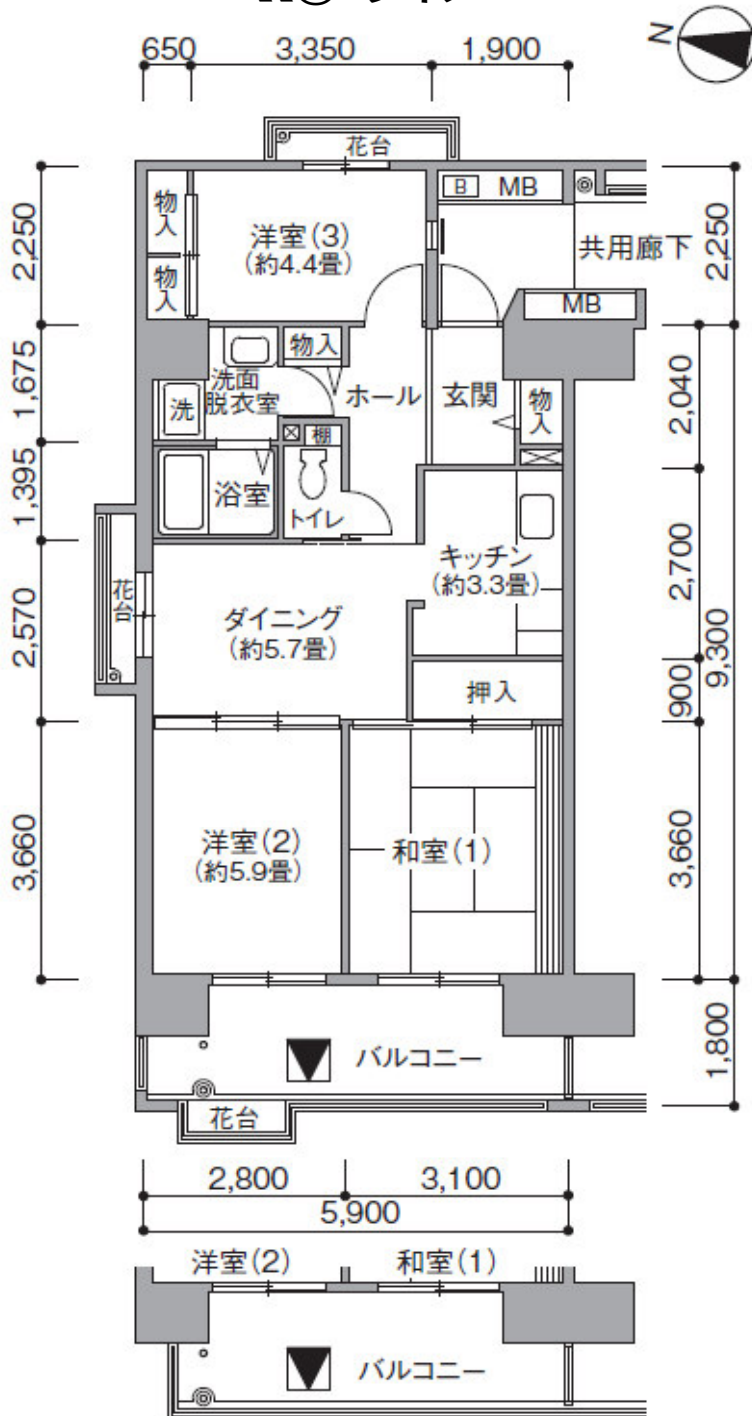 N
650
3,350
1,900
花台
物入
物入
洋室(3)
(約4.4畳)
B
MB
共用廊下
MB
2,250
2,250
物入
洗面
脱衣室
洗
ホール
玄関
物入
1,675
2,040
棚
浴室
トイレ
1,395
キッチン
(約3.3畳)
2,700
花台
ダイニング
(約5.7畳)
2,570
9,300
押入
900
洋室(2)
(約5.9畳)
和室(1)
3,660
3,660
バルコニー
1,800
花台
2,800
3,100
5,900
洋室(2)
和室(1)
バルコニー